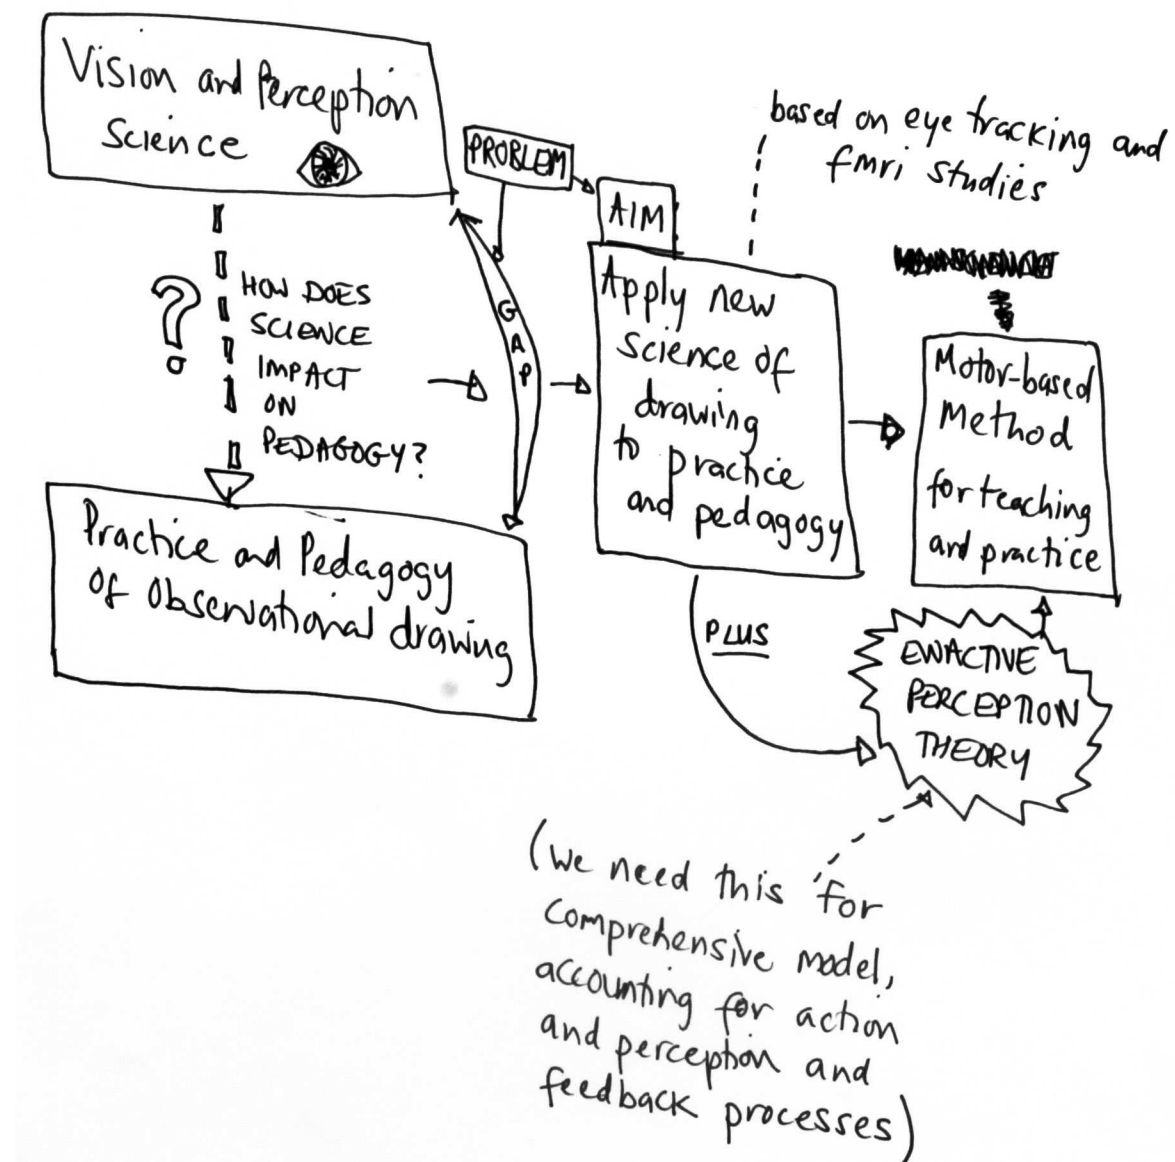 Vision and Perception
Science
PROBLEM
AIM
based on eye tracking and
fmri studies
?
HOW DOES
SCIENCE
IMPACT
ON
PEDAGOGY?
GAP
Apply new
science of
drawing
to practice
and pedagogy
Motor-based
Method
for teaching
and practice
Practice and Pedagogy
of Observational drawing
PLUS
ENACTIVE
PERCEPTION
THEORY
(we need this for
comprehensive model,
accounting for action
and perception and
feedback processes)